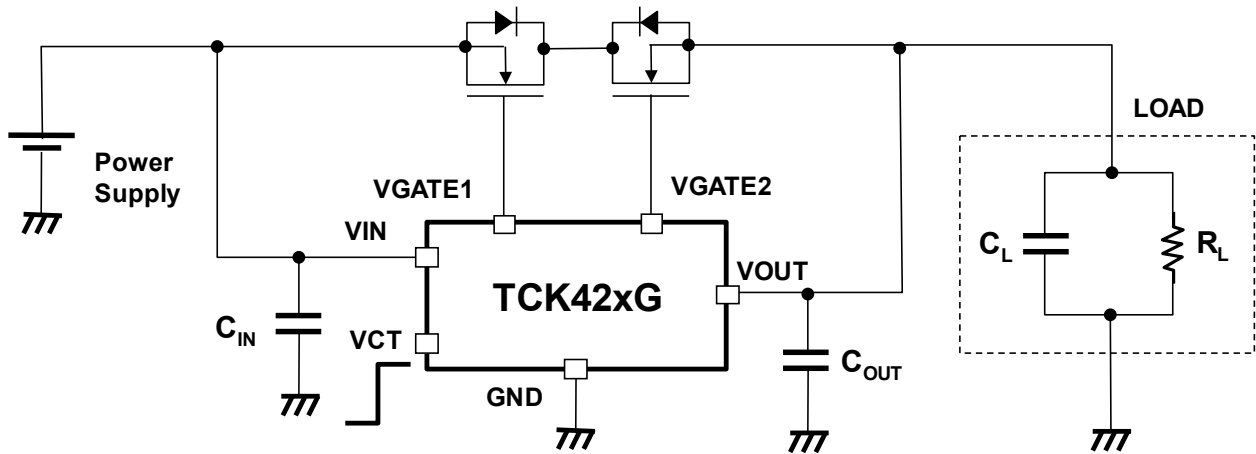 LOAD
Power
Supply
VGATE1
VGATE2
VIN
VOUT
TCK42xG
CL
RL
CIN
VCT
COUT
GND